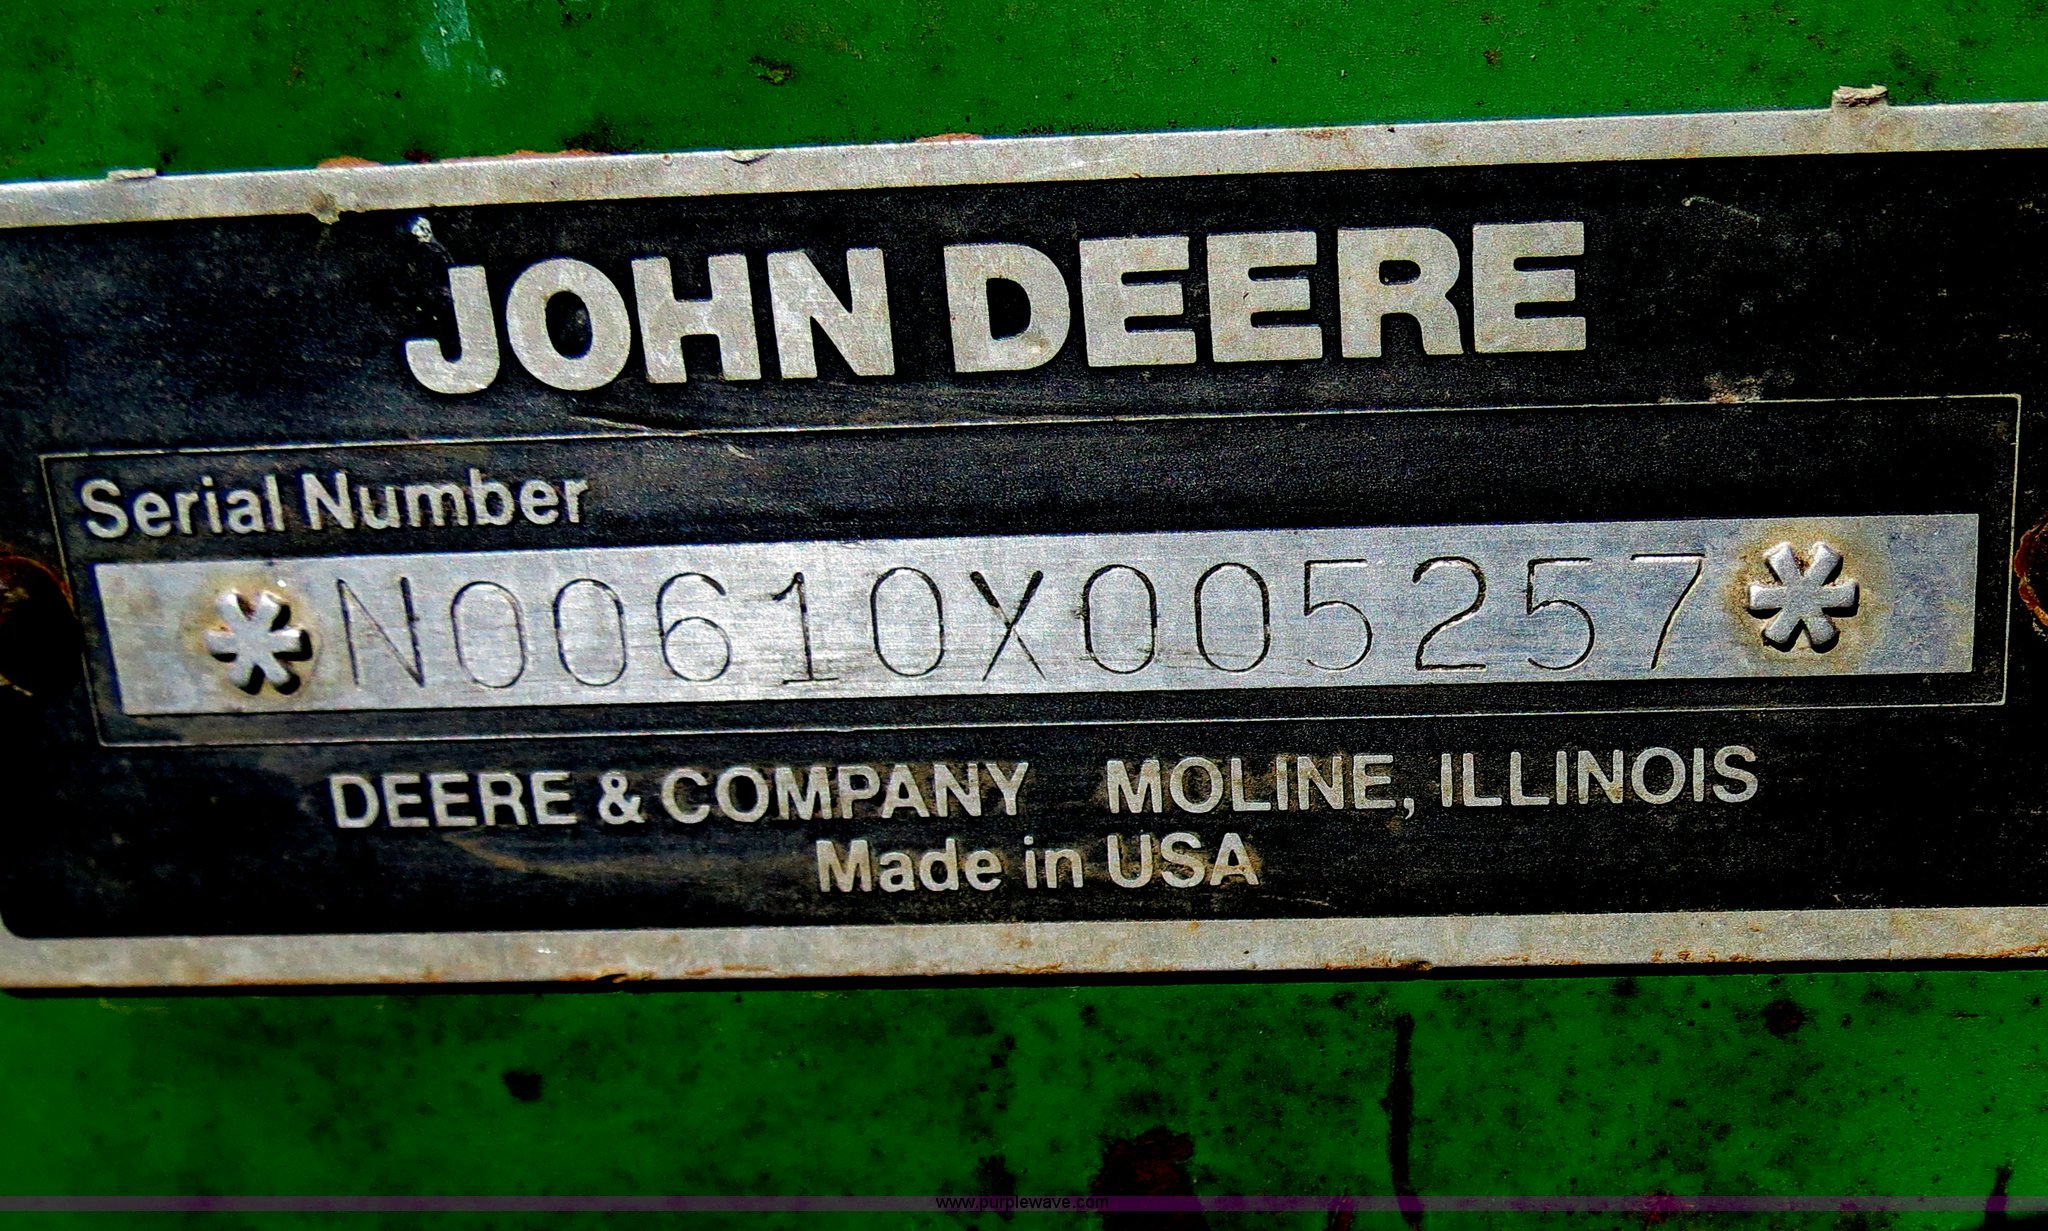 JOHN DEERE
Serial Number
*N00610X005257*
DEERE & COMPANY MOLINE, ILLINOIS
Made in USA
www.purplewave.com